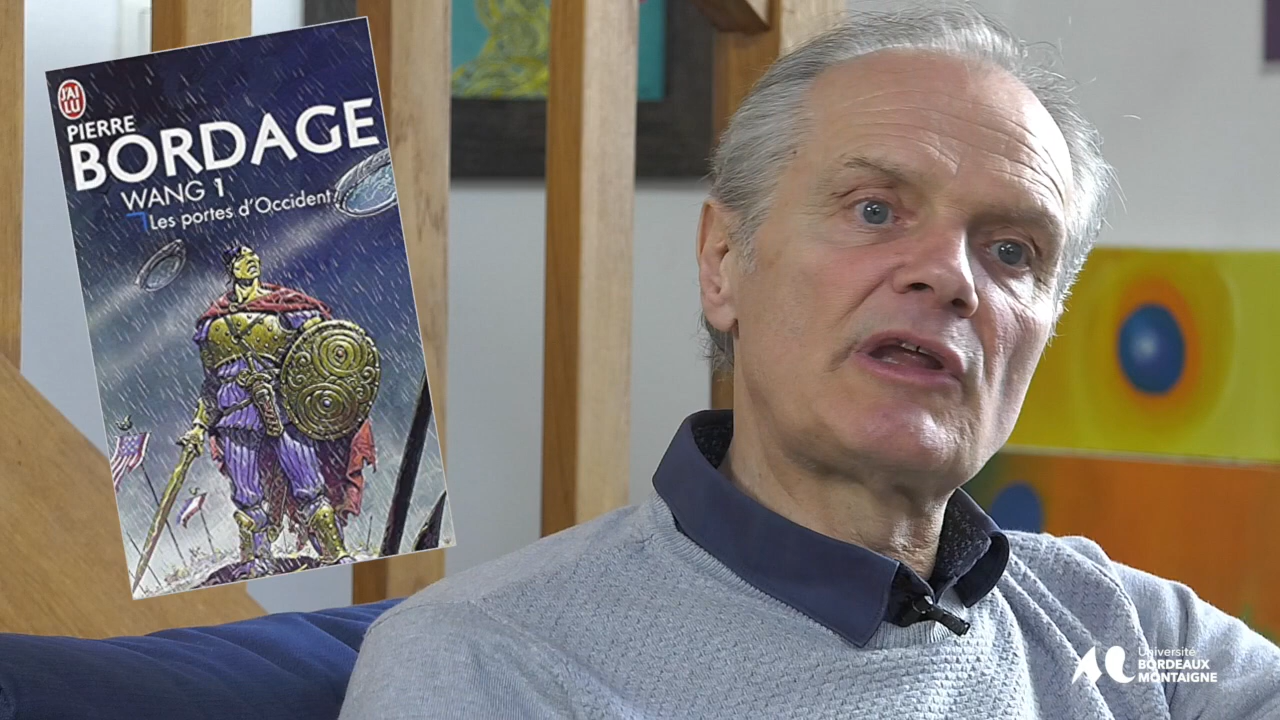 J'AI
LU
PIERRE
BORDAGE
WANG 1
Les portes d'Occident
Université
BORDEAUX
MONTAIGNE